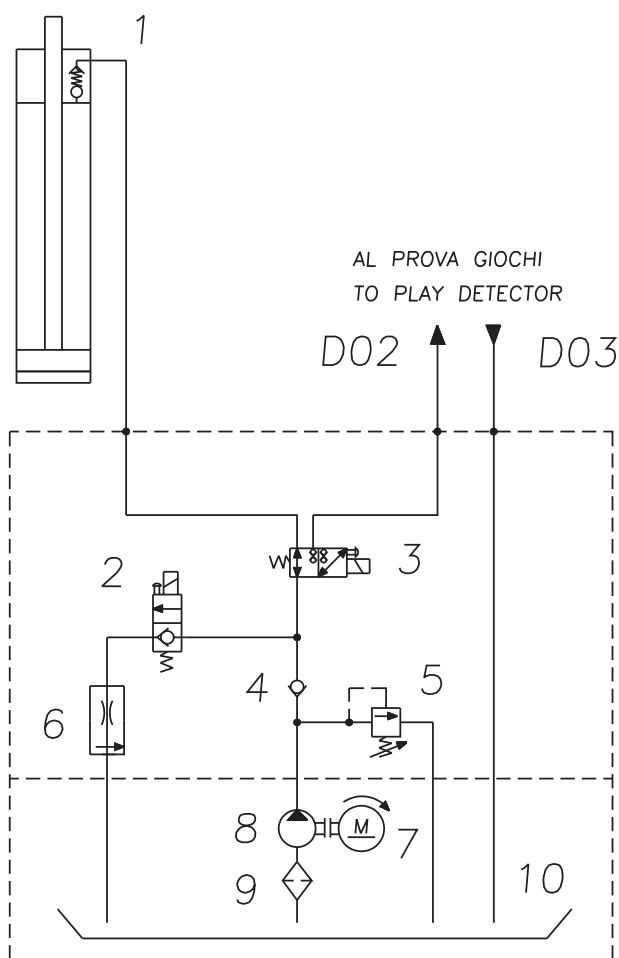 1
AL PROVA GIOCHI
TO PLAY DETECTOR
D02 D03
2 3
4 5
6
8 M 7
9 10